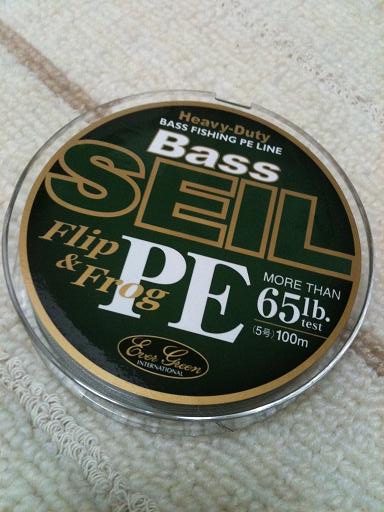 Heavy-Duty
BASS FISHING PE LINE
Bass
SEIL
Flip
& Frog
PE
MORE THAN
65lb.
test
(5号) 100m
Ever Green
INTERNATIONAL